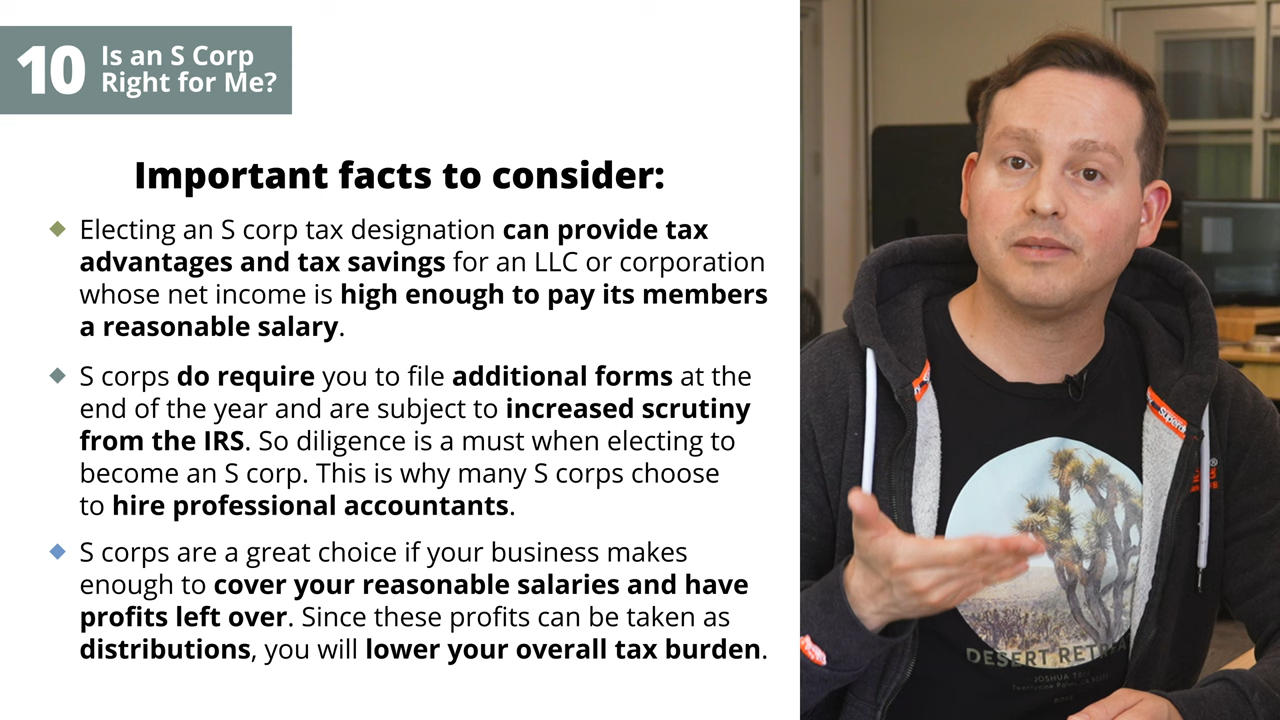 10
Is an S Corp
Right for Me?
Important facts to consider:
Electing an S corp tax designation can provide tax
advantages and tax savings for an LLC or corporation
whose net income is high enough to pay its members
a reasonable salary.
S corps do require you to file additional forms at the
end of the year and are subject to increased scrutiny
from the IRS. So diligence is a must when electing to
become an S corp. This is why many S corps choose
to hire professional accountants.
S corps are a great choice if your business makes
enough to cover your reasonable salaries and have
profits left over. Since these profits can be taken as
distributions, you will lower your overall tax burden.
DESERT
JOSHUA